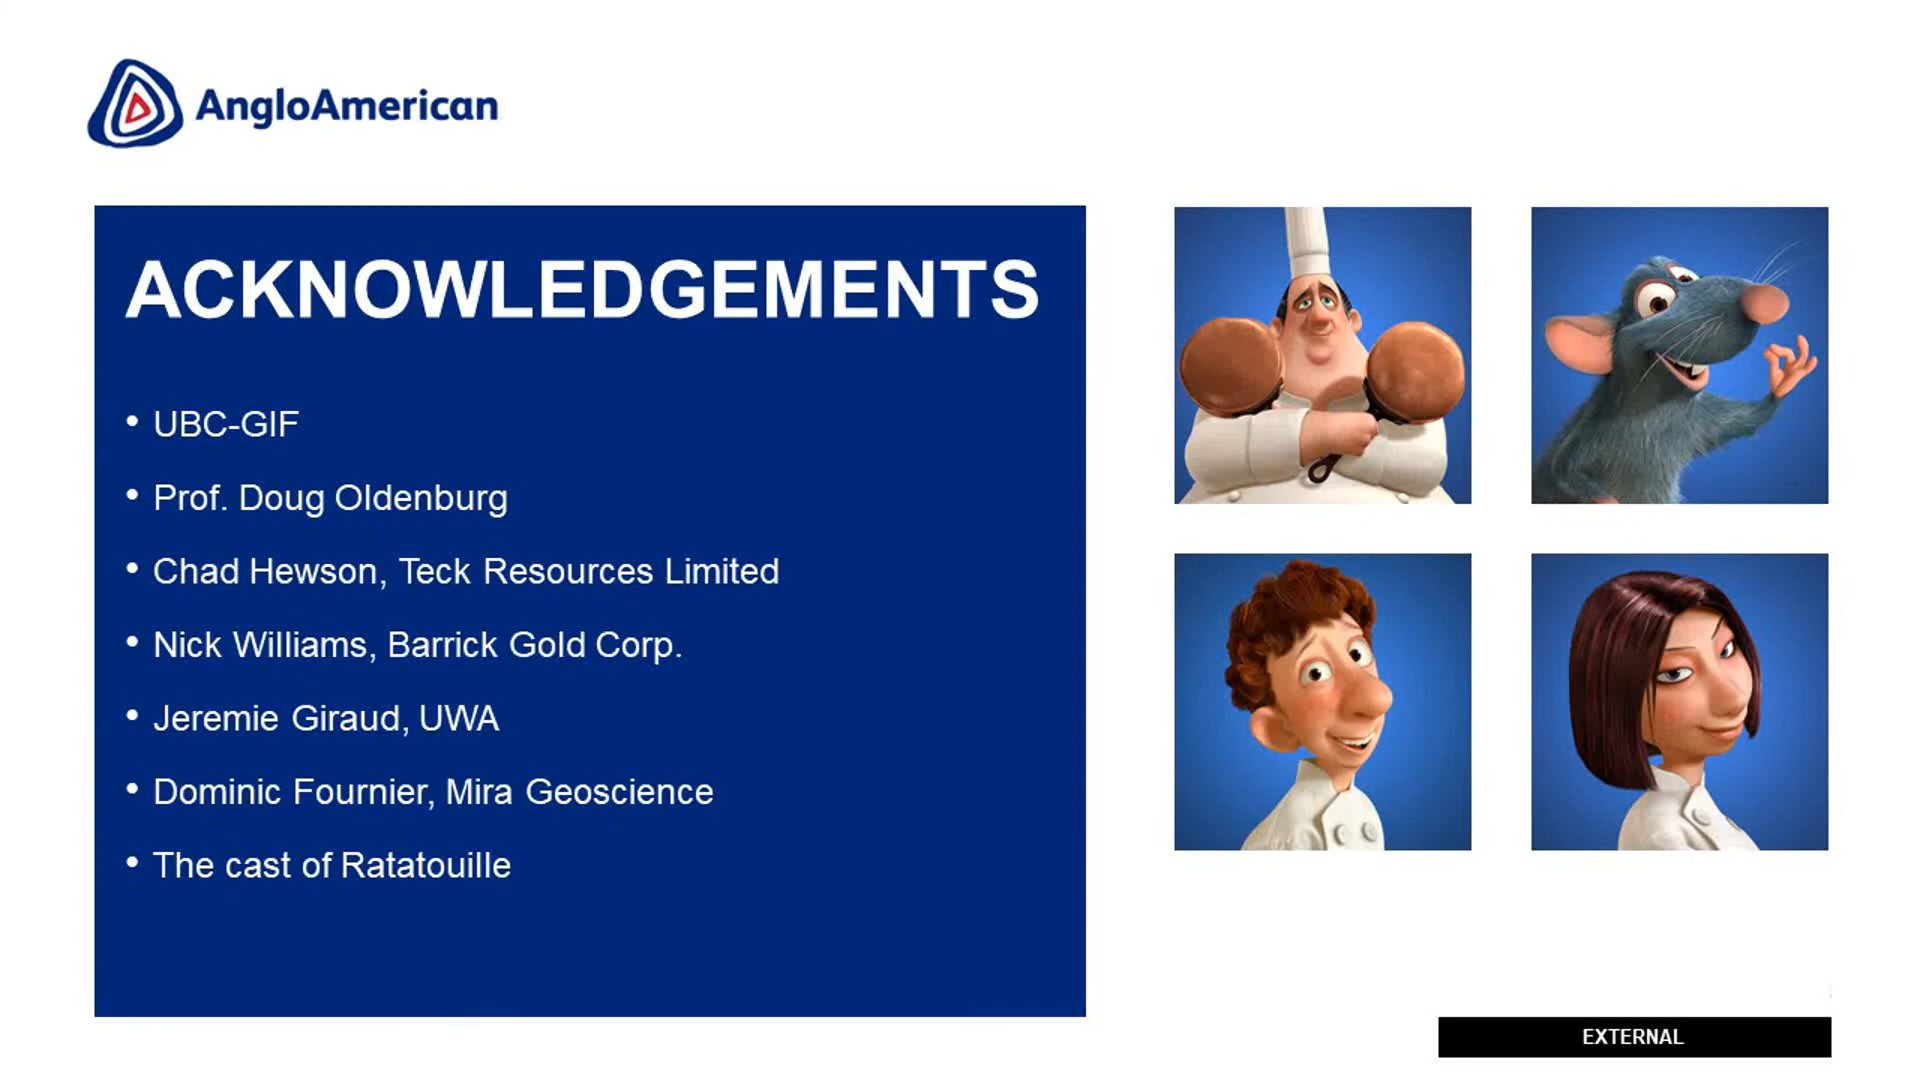 AngloAmerican
ACKNOWLEDGEMENTS
• UBC-GIF
• Prof. Doug Oldenburg
• Chad Hewson, Teck Resources Limited
• Nick Williams, Barrick Gold Corp.
• Jeremie Giraud, UWA
• Dominic Fournier, Mira Geoscience
• The cast of Ratatouille
EXTERNAL